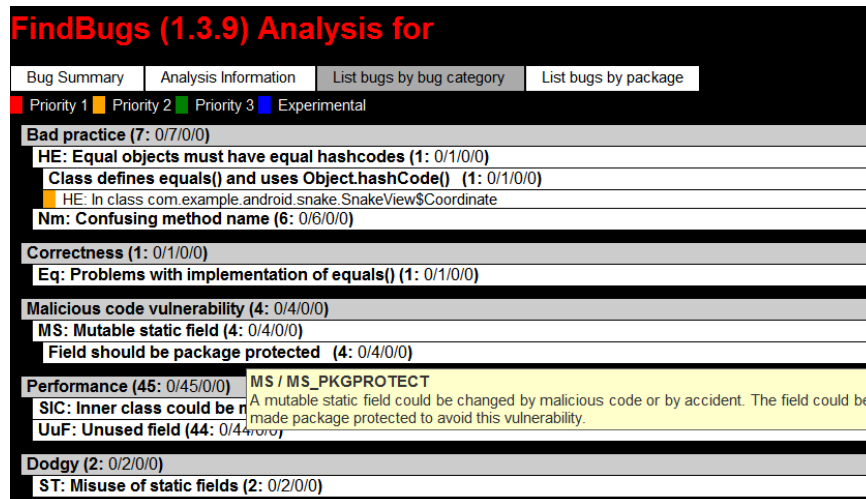 FindBugs (1.3.9) Analysis for
Bug Summary Analysis Information List bugs by bug category List bugs by package
Priority 1 Priority 2 Priority 3 Experimental
Bad practice (7: 0/7/0/0)
HE: Equal objects must have equal hashcodes (1: 0/1/0/0)
Class defines equals() and uses Object.hashCode() (1: 0/1/0/0)
HE: In class com.example.android.snake.SnakeView$Coordinate
Nm: Confusing method name (6: 0/6/0/0)
Correctness (1: 0/1/0/0)
Eq: Problems with implementation of equals() (1: 0/1/0/0)
Malicious code vulnerability (4: 0/4/0/0)
MS: Mutable static field (4: 0/4/0/0)
Field should be package protected (4: 0/4/0/0)
Performance (45: 0/45/0/0)
SIC: Inner class could be
UuF: Unused field (44: 0/44/0/0)
MS / MS_PKGPROTECT
A mutable static field could be changed by malicious code or by accident. The field could be
made package protected to avoid this vulnerability.
Dodgy (2: 0/2/0/0)
ST: Misuse of static fields (2: 0/2/0/0)